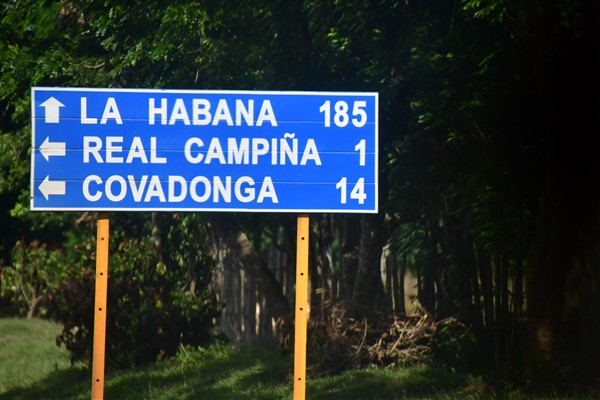 LA HABANA 185
REAL CAMPIÑA 1
COVADONGA 14